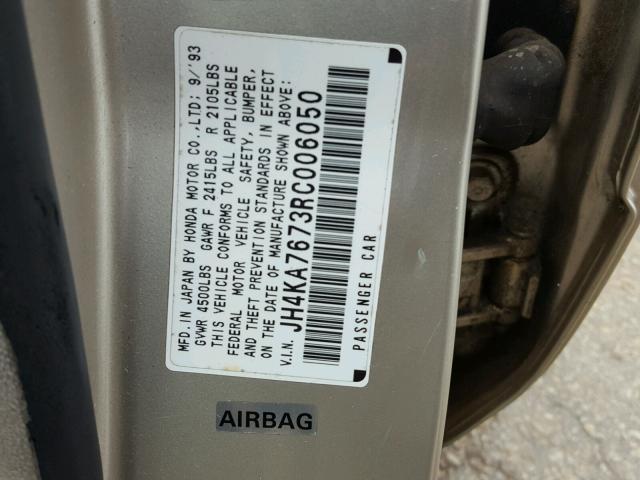 MFD.IN JAPAN BY HONDA MOTOR CO.,LTD; 9/'93
GVWR 4500LBS GAWR F 2415LBS R 2105LBS
THIS VEHICLE CONFORMS TO ALL APPLICABLE
FEDERAL MOTOR VEHICLE SAFETY, BUMPER,
AND THEFT PREVENTION STANDARDS IN EFFECT
ON THE DATE OF MANUFACTURE SHOWN ABOVE:
V.I.N. JH4KA7673RC006050
PASSENGER CAR
AIRBAG